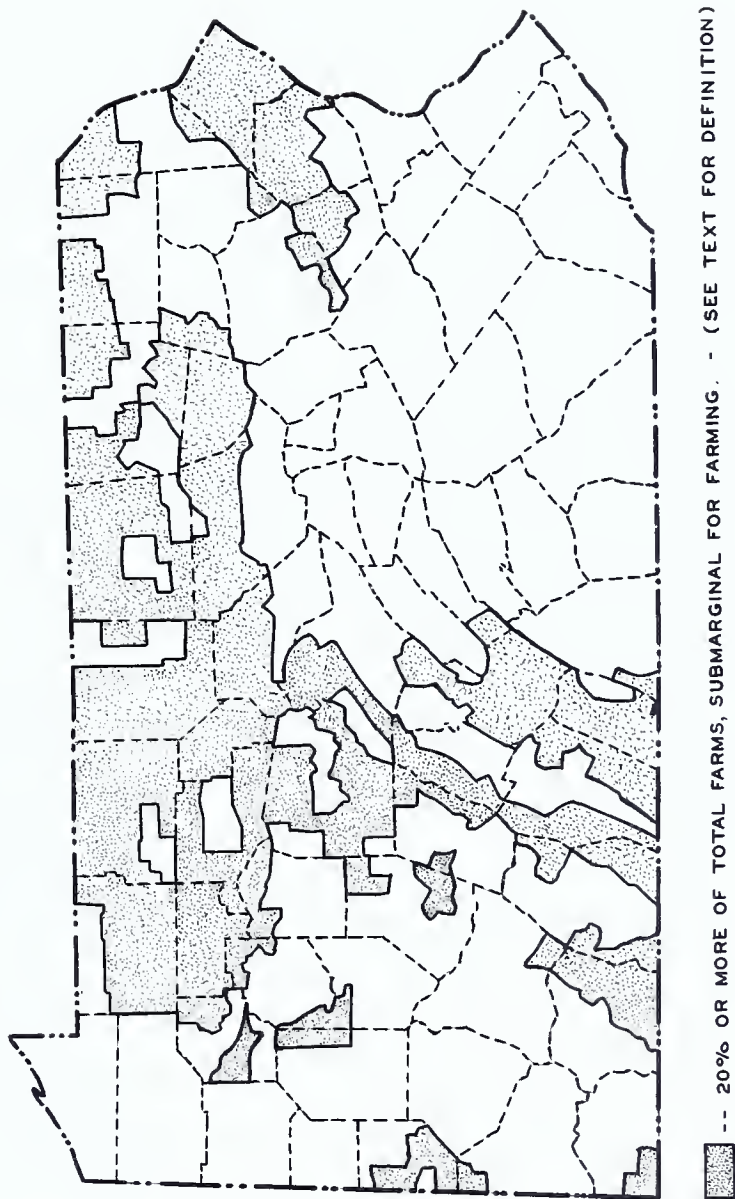 -- 20% OR MORE OF TOTAL FARMS, SUBMARGINAL FOR FARMING. - (SEE TEXT FOR DEFINITION)